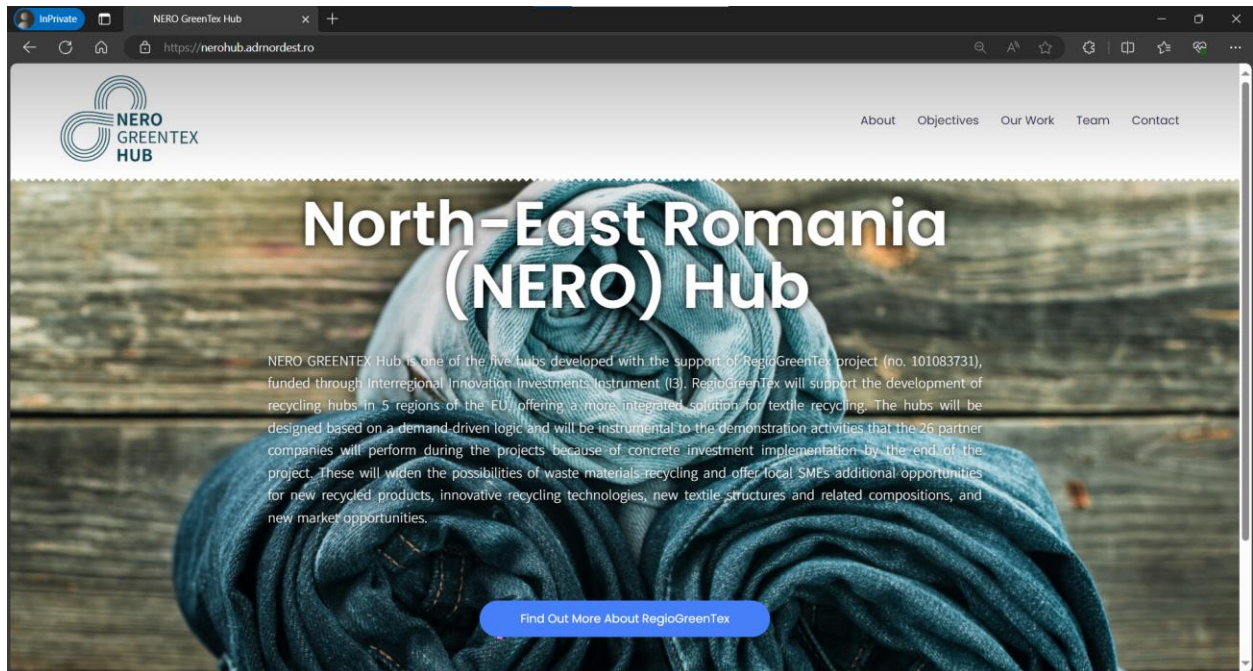 InPrivate
NERO GreenTex Hub
https://nerohub.adrnordest.ro
NERO
GREENTEX
HUB
About Objectives Our Work Team Contact
North-East Romania
(NERO) Hub
NERO GREENTEX Hub is one of the five hubs developed with the support of RegioGreenTex project (no. 101083731),
funded through Interregional Innovation Investments Instrument (I3). RegioGreenTex will support the development of
recycling hubs in 5 regions of the EU, offering a more integrated solution for textile recycling. The hubs will be
designed based on a demand-driven logic and will be instrumental to the demonstration activities that the 26 partner
companies will perform during the projects because of concrete investment implementation by the end of the
project. These will widen the possibilities of waste materials recycling and offer local SMEs additional opportunities
for new recycled products, innovative recycling technologies, new textile structures and related compositions, and
new market opportunities.
Find Out More About RegioGreenTex